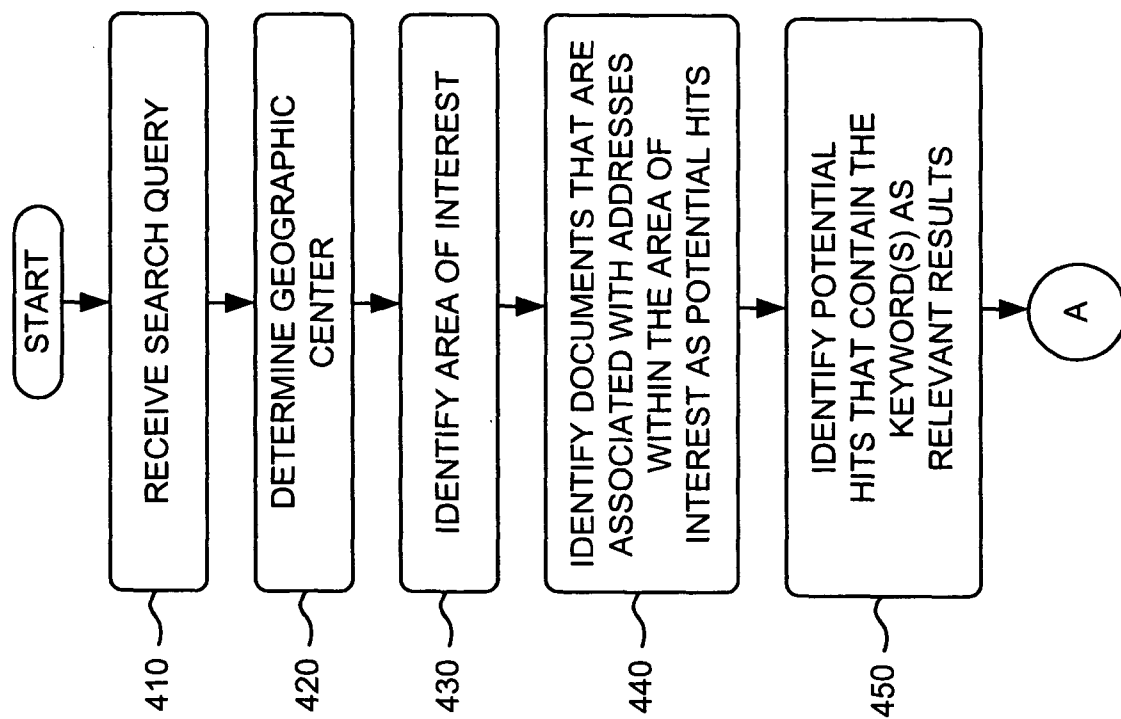 START
RECEIVE SEARCH QUERY
410
DETERMINE GEOGRAPHIC
CENTER
420
IDENTIFY AREA OF INTEREST
430
IDENTIFY DOCUMENTS THAT ARE
ASSOCIATED WITH ADDRESSES
WITHIN THE AREA OF
INTEREST AS POTENTIAL HITS
440
IDENTIFY POTENTIAL
HITS THAT CONTAIN THE
KEYWORD(S) AS
RELEVANT RESULTS
450
A